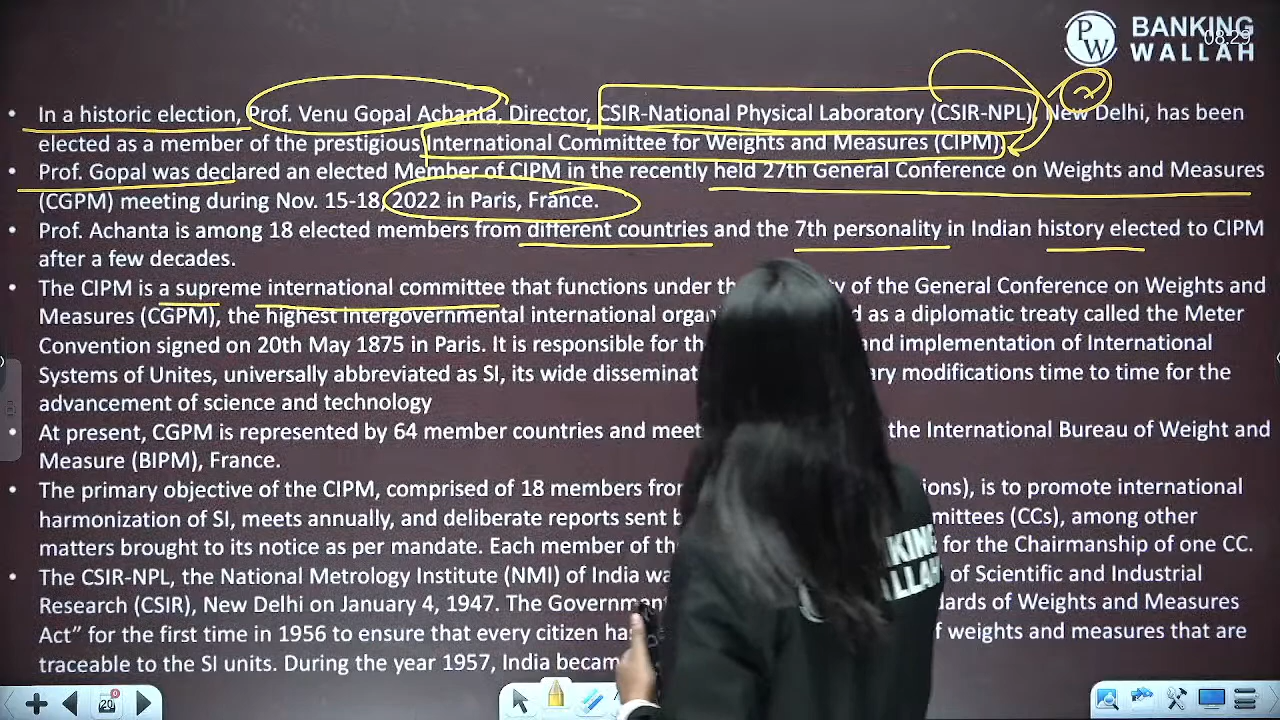 PW BANKING
WALLAH
08:29
• In a historic election, Prof. Venu Gopal Achanta, Director, CSIR-National Physical Laboratory (CSIR-NPL), New Delhi, has been
elected as a member of the prestigious International Committee for Weights and Measures (CIPM)
• Prof. Gopal was declared an elected Member of CIPM in the recently held 27th General Conference on Weights and Measures
(CGPM) meeting during Nov. 15-18, 2022 in Paris, France.
• Prof. Achanta is among 18 elected members from different countries and the 7th personality in Indian history elected to CIPM
after a few decades.
• The CIPM is a supreme international committee that functions under of the General Conference on Weights and
Measures (CGPM), the highest intergovernmental international as a diplomatic treaty called the Meter
Convention signed on 20th May 1875 in Paris. It is responsible for and implementation of International
Systems of Unites, universally abbreviated as SI, its wide modifications time to time for the
advancement of science and technology
• At present, CGPM is represented by 64 member countries and the International Bureau of Weight and
Measure (BIPM), France.
• The primary objective of the CIPM, comprised of 18 members is to promote international
harmonization of SI, meets annually, and deliberate reports sent (CCs), among other
matters brought to its notice as per mandate. Each member of for the Chairmanship of one CC.
• The CSIR-NPL, the National Metrology Institute (NMI) of India of Scientific and Industrial
Research (CSIR), New Delhi on January 4, 1947. The of Weights and Measures
Act” for the first time in 1956 to ensure that every citizen weights and measures that are
traceable to the SI units. During the year 1957, India
KING
ALLAH
20
0